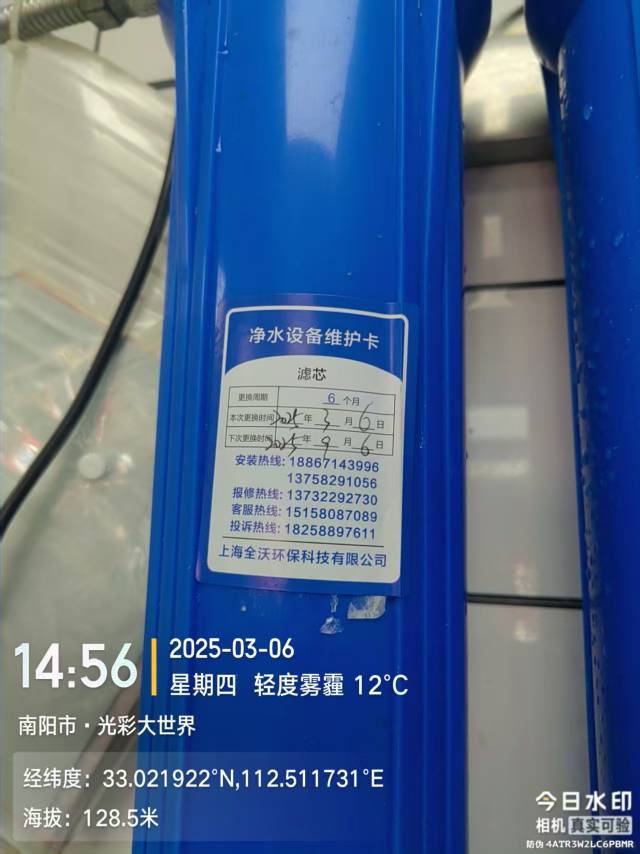 净水设备维护卡
滤芯
更换周期 6 个月
本次更换时间 2025 年 3 月 6 日
下次更换时间 2025 年 9 月 6 日
安装热线: 18867143996
13758291056
报修热线: 13732292730
客服热线: 15158087089
投诉热线: 18258897611
上海全沃环保科技有限公司
14:56
2025-03-06
星期四 轻度雾霾 12°C
南阳市·光彩大世界
经纬度: 33.021922°N,112.511731°E
海拔: 128.5米
今日水印
相机 真实可验
防伪 4ATR3W2LC6PBMR